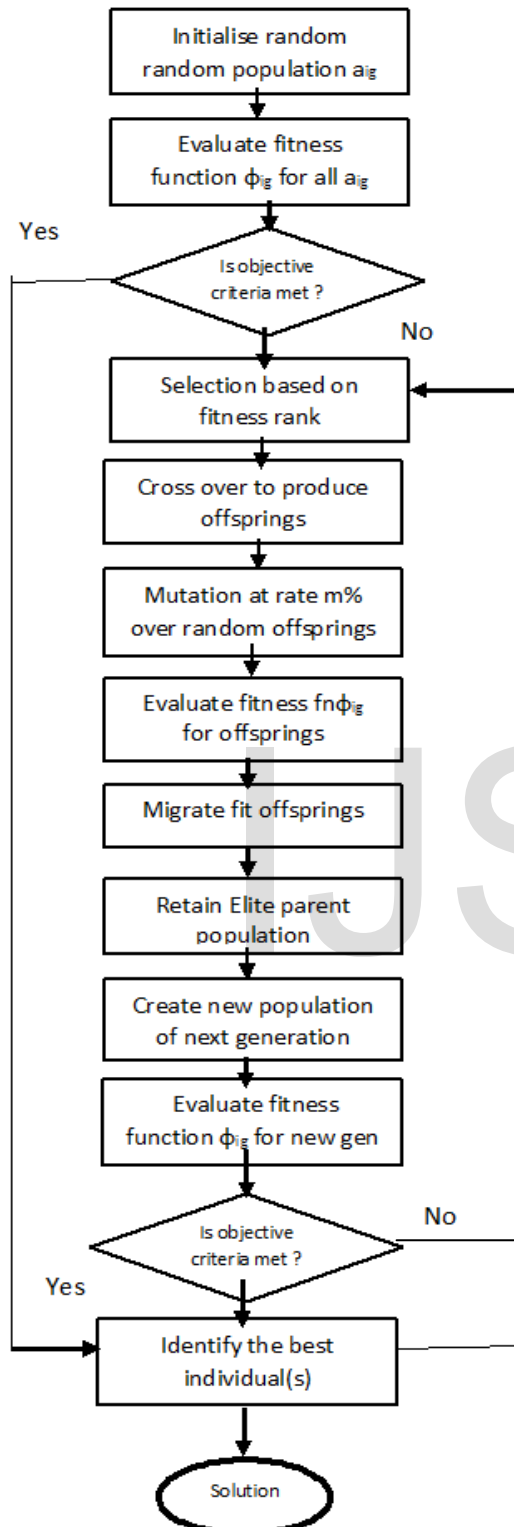 Initialise random
random population aig
Evaluate fitness
function ϕig for all aig
Yes
Is objective
criteria met ?
No
Selection based on
fitness rank
Cross over to produce
offsprings
Mutation at rate m%
over random offsprings
Evaluate fitness fnϕig
for offsprings
Migrate fit offsprings
IJS
Retain Elite parent
population
Create new population
of next generation
Evaluate fitness
function ϕig for new gen
Is objective
criteria met ?
No
Yes
Identify the best
individual(s)
Solution